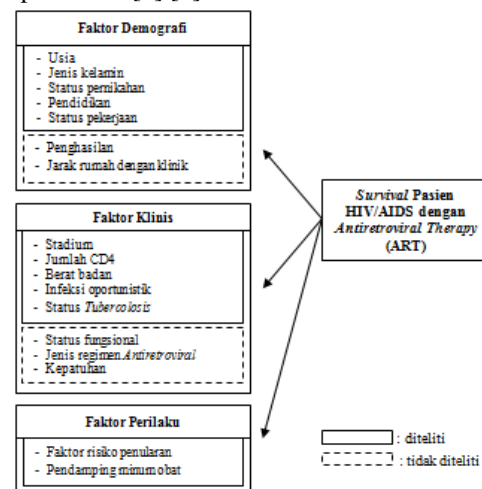 Faktor Demografi
- Usia
- Jenis kelamin
- Status pernikahan
- Pendidikan
- Status pekerjaan
- Penghasilan
- Jarak rumah dengan klinik
Faktor Klinis
- Stadium
- Jumlah CD4
- Berat badan
- Infeksi oportunistik
- Status Tubercolosis
- Status fungsional
- Jenis regimen Antiretroviral
- Kepatuhan
Faktor Perilaku
- Faktor risiko penularan
- Pendamping minum obat
Survival Pasien
HIV/AIDS dengan
Antiretroviral Therapy
(ART)
: diteliti
: tidak diteliti